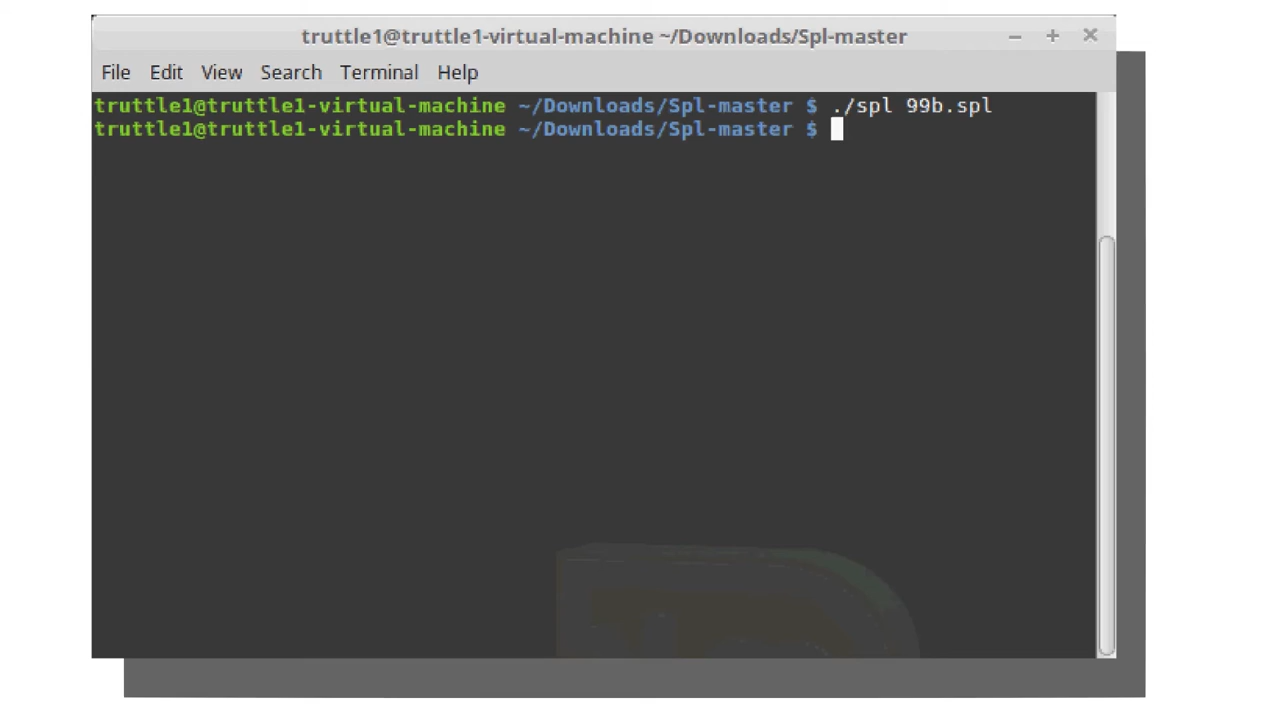 truttle1@truttle1-virtual-machine ~/Downloads/Spl-master
File Edit View Search Terminal Help
truttle1@truttle1-virtual-machine ~/Downloads/Spl-master $ ./spl 99b.spl
truttle1@truttle1-virtual-machine ~/Downloads/Spl-master $